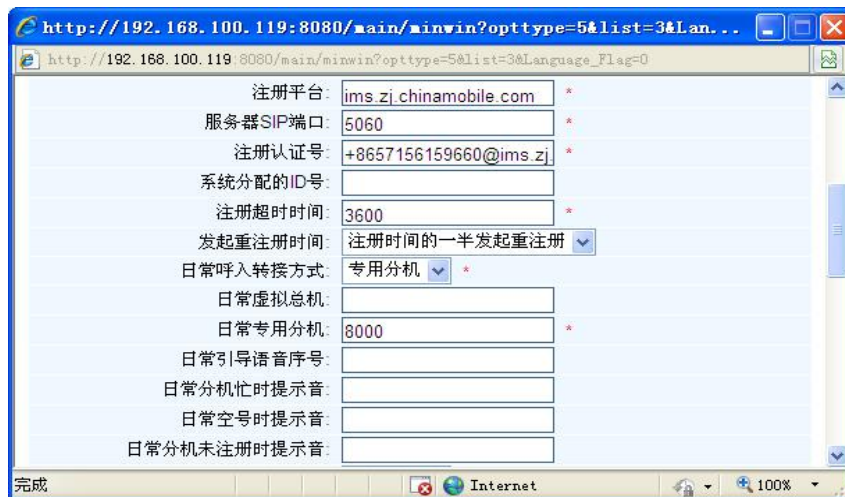 http://192.168.100.119:8080/main/minwin?opttype=5&list=3&Lan...
http://192.168.100.119:8080/main/minwin?opttype=5&list=3&Language_Flag=0
注册平台: ims.zj.chinamobile.com *
服务器SIP端口: 5060 *
注册认证号: +8657156159660@ims.zj. *
系统分配的ID号:
注册超时时间: 3600 *
发起重注册时间: 注册时间的一半发起重注册
日常呼入转接方式: 专用分机 *
日常虚拟总机:
日常专用分机: 8000 *
日常引导语音序号:
日常分机忙时提示音:
日常空号时提示音:
日常分机未注册时提示音:
完成 Internet 100%